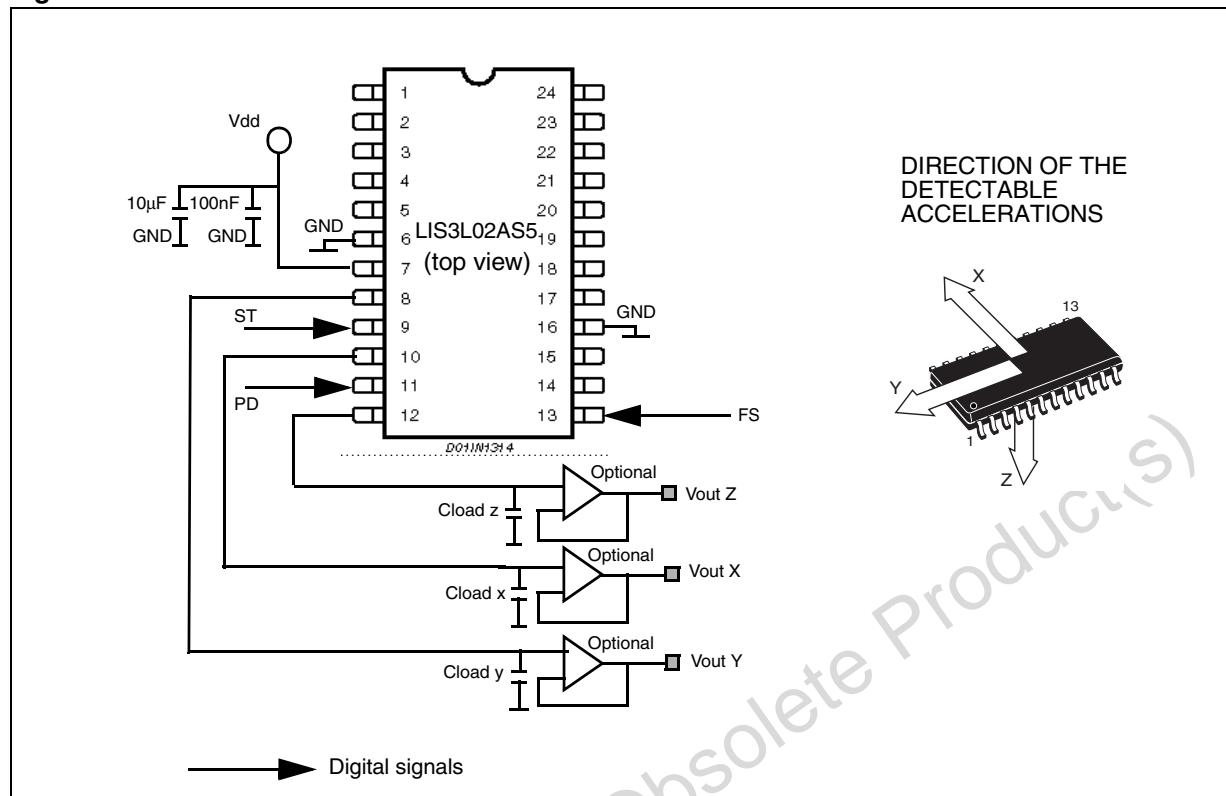 1 24
2 23
Vdd
3 22
4 21
10µF 100nF
5 20
GND GND
GND
6 LIS3L02AS5 19
7 (top view) 18
8 17
ST
9 16
GND
10 15
11 14
PD
12 13
FS
D01IN1314
DIRECTION OF THE
DETECTABLE
ACCELERATIONS
X
13
Y
1
Z
Optional
Cload z
Vout Z
Optional
Cload x
Vout X
Optional
Cload y
Vout Y
Digital signals
Obsolete Product(s)